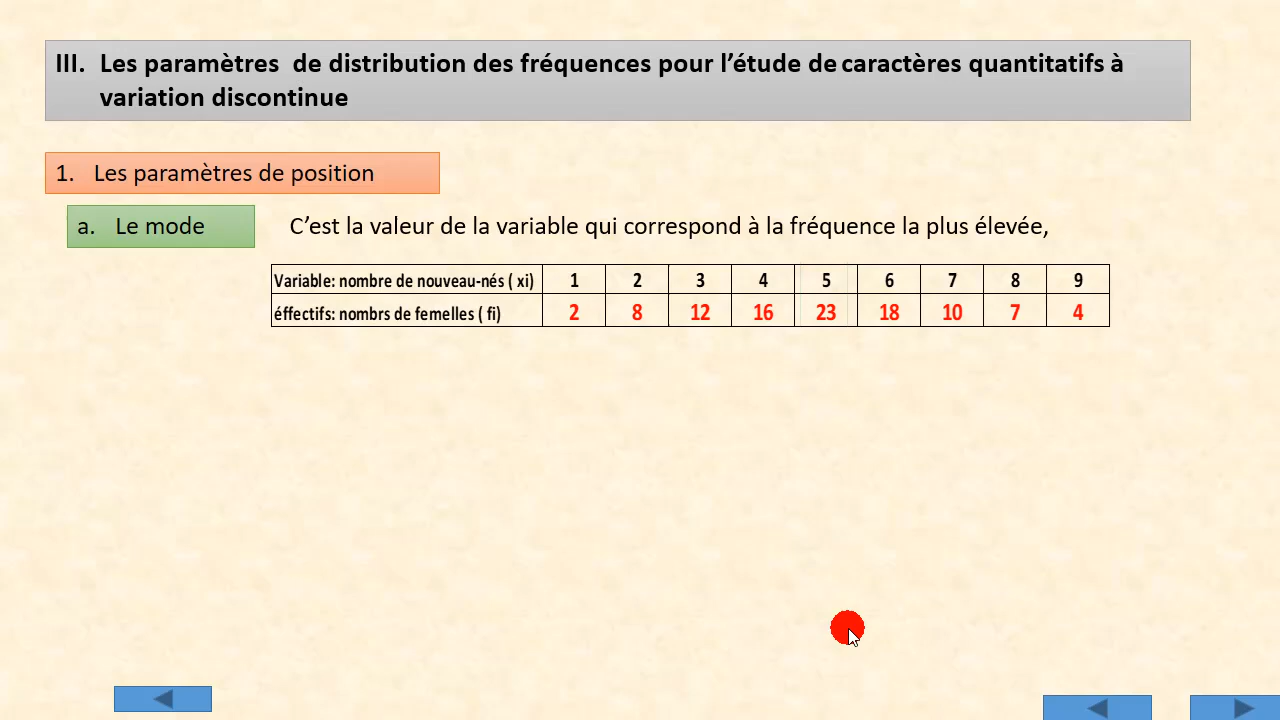 III. Les paramètres de distribution des fréquences pour l’étude de caractères quantitatifs à
variation discontinue
1. Les paramètres de position
a. Le mode
C’est la valeur de la variable qui correspond à la fréquence la plus élevée,
Variable: nombre de nouveau-nés ( xi) 1 2 3 4 5 6 7 8 9
éffectifs: nombrs de femelles ( fi) 2 8 12 16 23 18 10 7 4